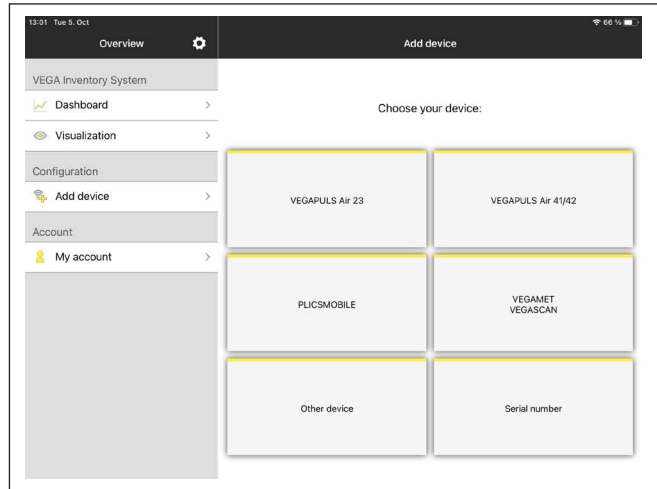 13:01 Tue 5. Oct
66 %
Overview
Add device
VEGA Inventory System
Dashboard
Visualization
Configuration
Add device
Account
My account
Choose your device:
VEGAPULS Air 23
VEGAPULS Air 41/42
PLICSMOBILE
VEGAMET
VEGASCAN
Other device
Serial number